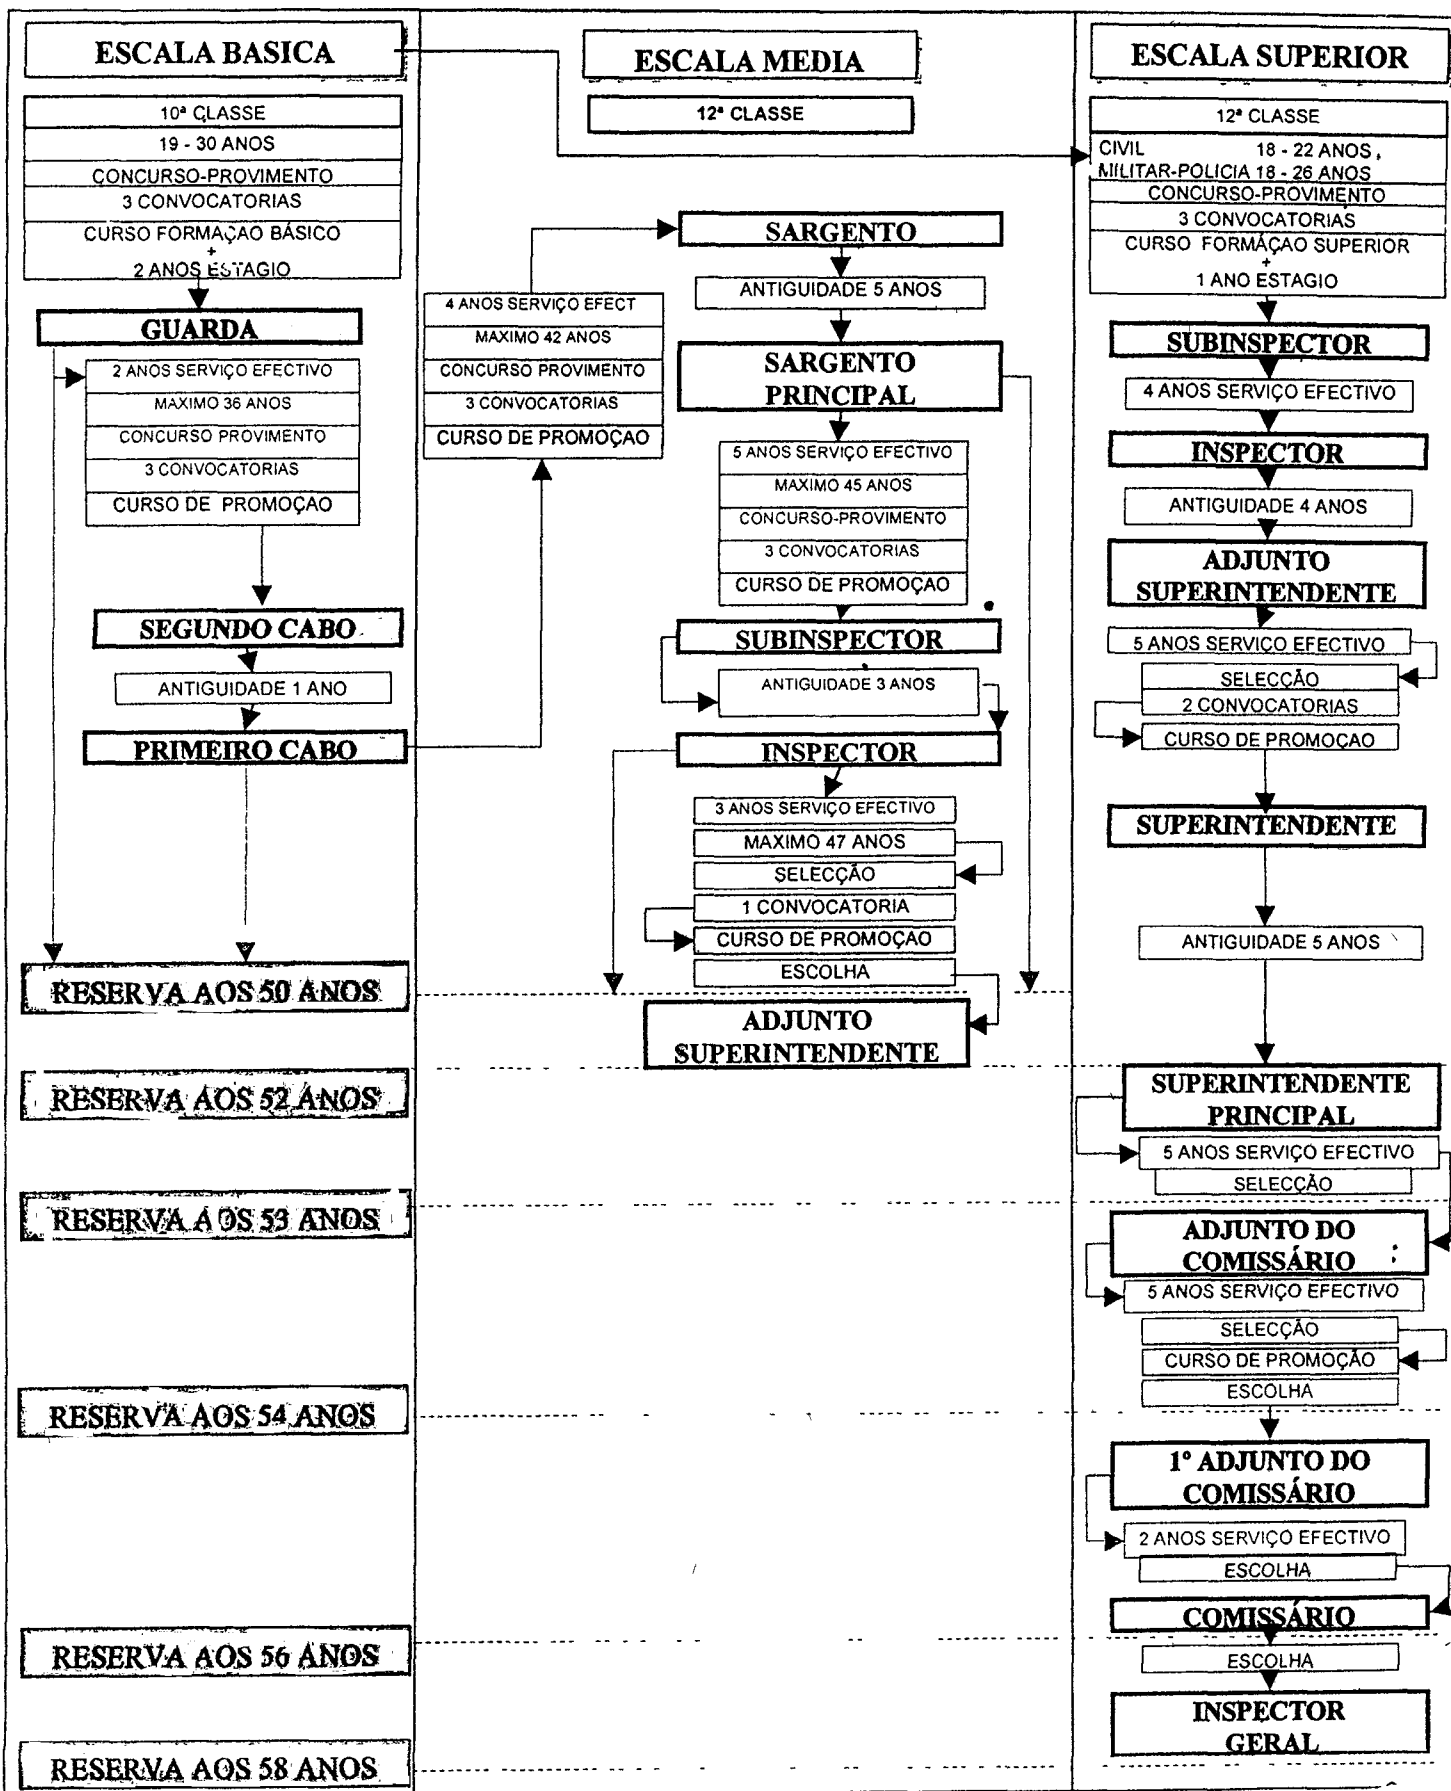 ESCALA BASICA
10ª CLASSE
19 - 30 ANOS
CONCURSO-PROVIMENTO
3 CONVOCATORIAS
CURSO FORMAÇAO BÁSICO
+
2 ANOS ESTAGIO
GUARDA
2 ANOS SERVIÇO EFECTIVO
MAXIMO 36 ANOS
CONCURSO PROVIMENTO
3 CONVOCATORIAS
CURSO DE PROMOÇAO
SEGUNDO CABO
ANTIGUIDADE 1 ANO
PRIMEIRO CABO
RESERVA AOS 50 ANOS
RESERVA AOS 52 ANOS
RESERVA AOS 53 ANOS
RESERVA AOS 54 ANOS
RESERVA AOS 56 ANOS
RESERVA AOS 58 ANOS
4 ANOS SERVIÇO EFECT
MAXIMO 42 ANOS
CONCURSO PROVIMENTO
3 CONVOCATORIAS
CURSO DE PROMOÇAO
ESCALA MEDIA
12ª CLASSE
SARGENTO
ANTIGUIDADE 5 ANOS
SARGENTO
PRINCIPAL
5 ANOS SERVIÇO EFECTIVO
MAXIMO 45 ANOS
CONCURSO-PROVIMENTO
3 CONVOCATORIAS
CURSO DE PROMOÇAO
SUBINSPECTOR
ANTIGUIDADE 3 ANOS
INSPECTOR
3 ANOS SERVIÇO EFECTIVO
MAXIMO 47 ANOS
SELECÇÃO
1 CONVOCATORIA
CURSO DE PROMOÇAO
ESCOLHA
ADJUNTO
SUPERINTENDENTE
ESCALA SUPERIOR
12ª CLASSE
CIVIL 18 - 22 ANOS,
MILITAR-POLICIA 18 - 26 ANOS
CONCURSO-PROVIMENTO
3 CONVOCATORIAS
CURSO FORMAÇAO SUPERIOR
+
1 ANO ESTAGIO
SUBINSPECTOR
4 ANOS SERVIÇO EFECTIVO
INSPECTOR
ANTIGUIDADE 4 ANOS
ADJUNTO
SUPERINTENDENTE
5 ANOS SERVIÇO EFECTIVO
SELECÇÃO
2 CONVOCATORIAS
CURSO DE PROMOÇAO
SUPERINTENDENTE
ANTIGUIDADE 5 ANOS
SUPERINTENDENTE
PRINCIPAL
5 ANOS SERVIÇO EFECTIVO
SELECÇÃO
ADJUNTO DO
COMISSÁRIO
5 ANOS SERVIÇO EFECTIVO
SELECÇÃO
CURSO DE PROMOÇÃO
ESCOLHA
1º ADJUNTO DO
COMISSÁRIO
2 ANOS SERVIÇO EFECTIVO
ESCOLHA
COMISSÁRIO
ESCOLHA
INSPECTOR
GERAL